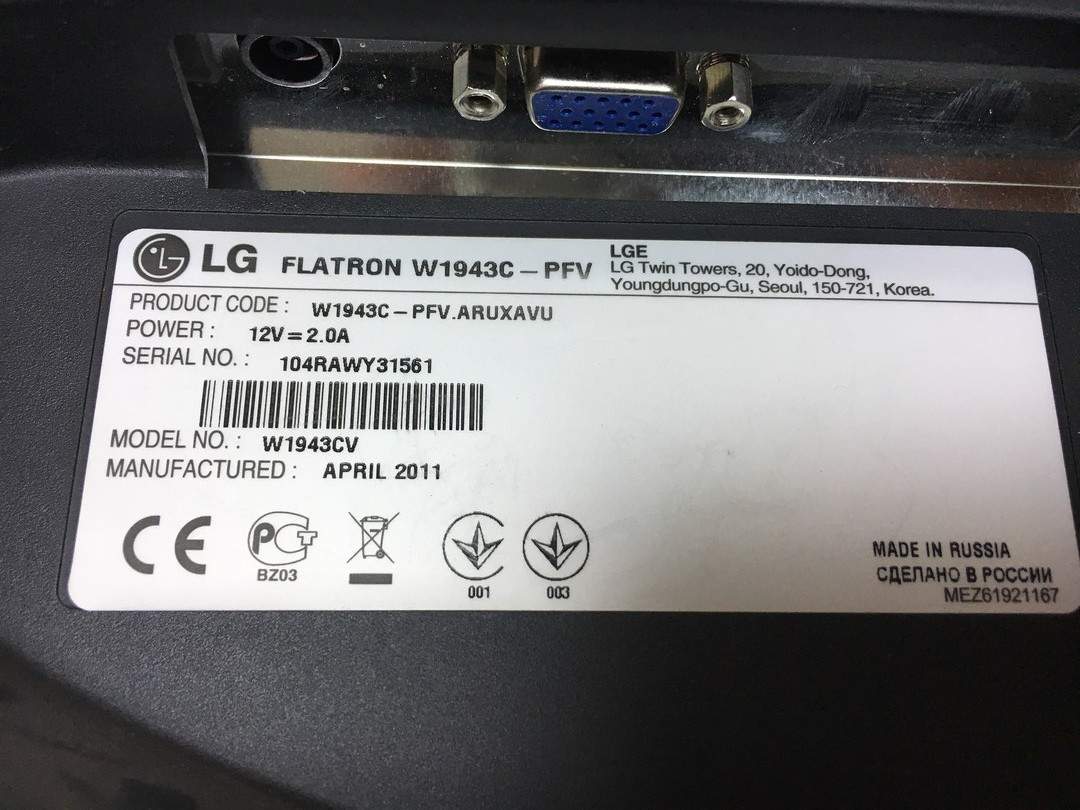 LG FLATRON W1943C-PFV
LGE
LG Twin Towers, 20, Yoido-Dong,
Youngdungpo-Gu, Seoul, 150-721, Korea.
PRODUCT CODE : W1943C-PFV.ARUXAVU
POWER : 12V=2.0A
SERIAL NO. : 104RAWY31561
MODEL NO. : W1943CV
MANUFACTURED : APRIL 2011
CE
PCT
BZ03
001
003
MADE IN RUSSIA
СДЕЛАНО В РОССИИ
MEZ61921167